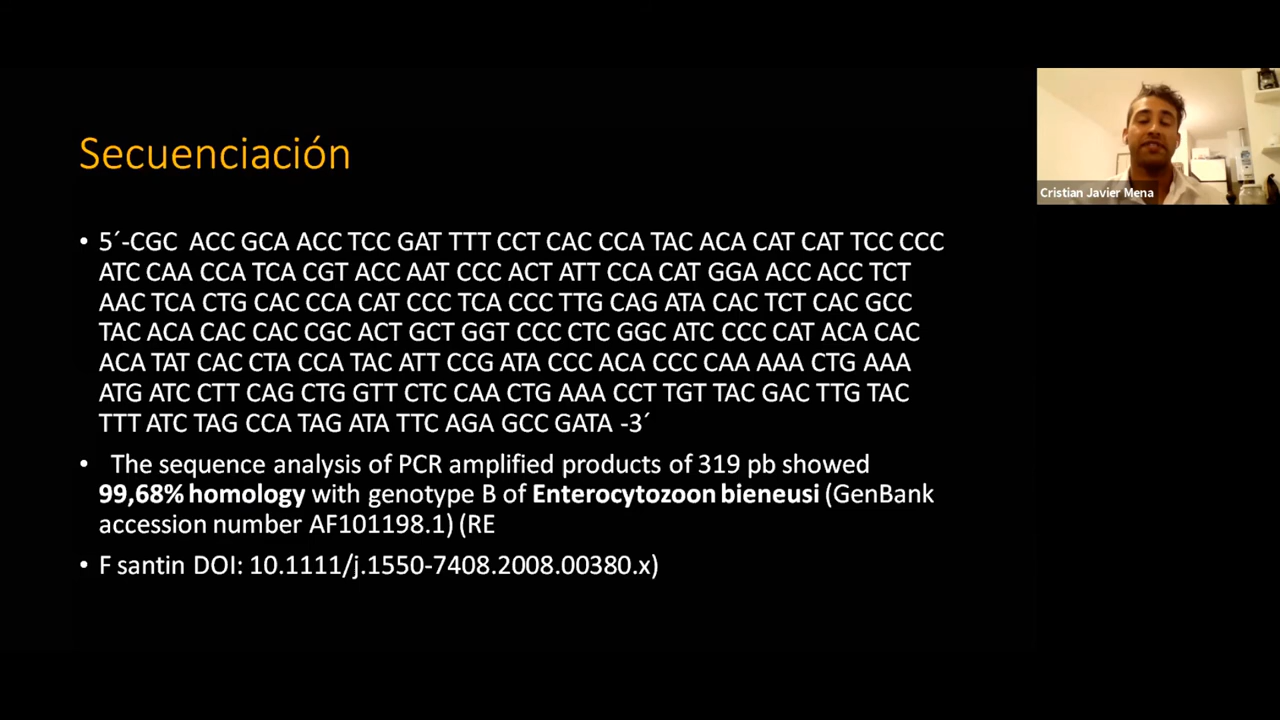 Secuenciación
• 5´-CGC ACC GCA ACC TCC GAT TTT CCT CAC CCA TAC ACA CAT CAT TCC CCC
ATC CAA CCA TCA CGT ACC AAT CCC ACT ATT CCA CAT GGA ACC ACC TCT
AAC TCA CTG CAC CCA CAT CCC TCA CCC TTG CAG ATA CAC TCT CAC GCC
TAC ACA CAC CAC CGC ACT GCT GGT CCC CTC GGC ATC CCC CAT ACA CAC
ACA TAT CAC CTA CCA TAC ATT CCG ATA CCC ACA CCC CAA AAA CTG AAA
ATG ATC CTT CAG CTG GTT CTC CAA CTG AAA CCT TGT TAC GAC TTG TAC
TTT ATC TAG CCA TAG ATA TTC AGA GCC GATA -3´
• The sequence analysis of PCR amplified products of 319 pb showed
99,68% homology with genotype B of Enterocytozoon bieneusi (GenBank
accession number AF101198.1) (RE
• F santin DOI: 10.1111/j.1550-7408.2008.00380.x)
Cristian Javier Mena